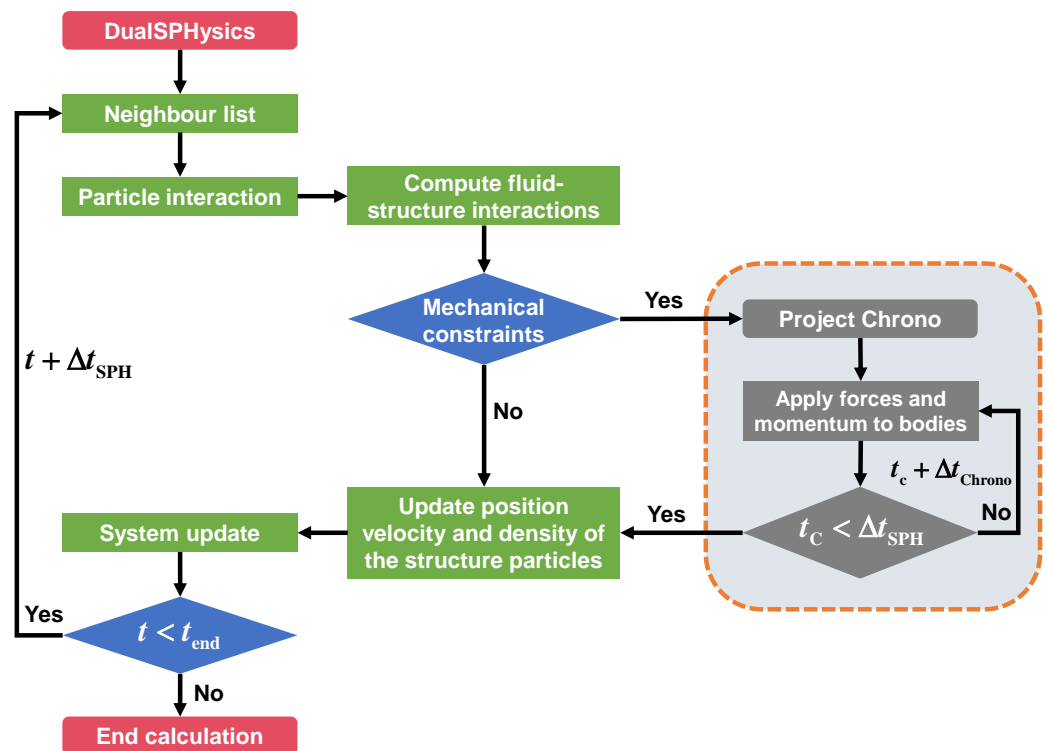 DualSPHysics
Neighbour list
Particle interaction
Compute fluid-
structure interactions
Mechanical
constraints
Yes
Project Chrono
t + Δt_SPH
No
Apply forces and
momentum to bodies
t_c + Δt_Chrono
Update position
velocity and density of
the structure particles
Yes
t_C < Δt_SPH
No
System update
Yes
t < t_end
No
End calculation